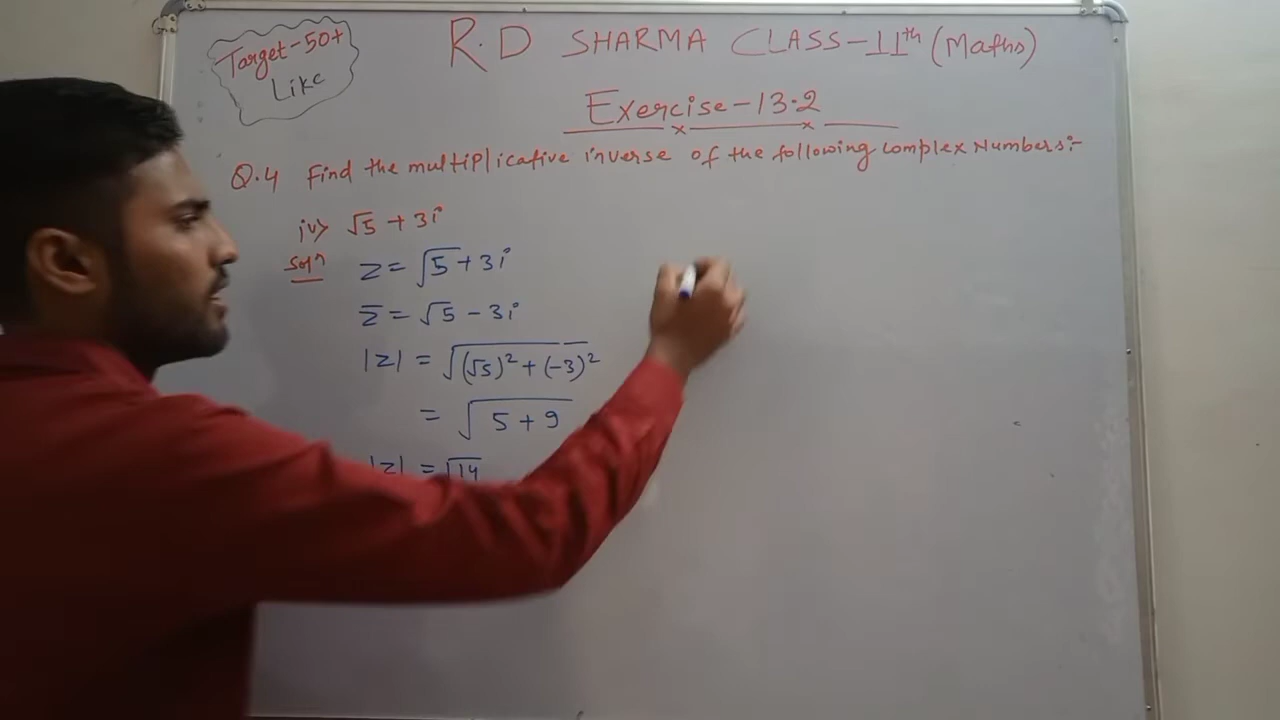 Target-50+
Like
R.D SHARMA CLASS-11th (Maths)
Exercise-13.2
Q.4 Find the multiplicative inverse of the following complex Numbers:-
iv> √5 + 3i
Solⁿ z = √5 + 3i
z̅ = √5 - 3i
|z| = √(√5)² + (-3)²
= √5 + 9
|z| = √14